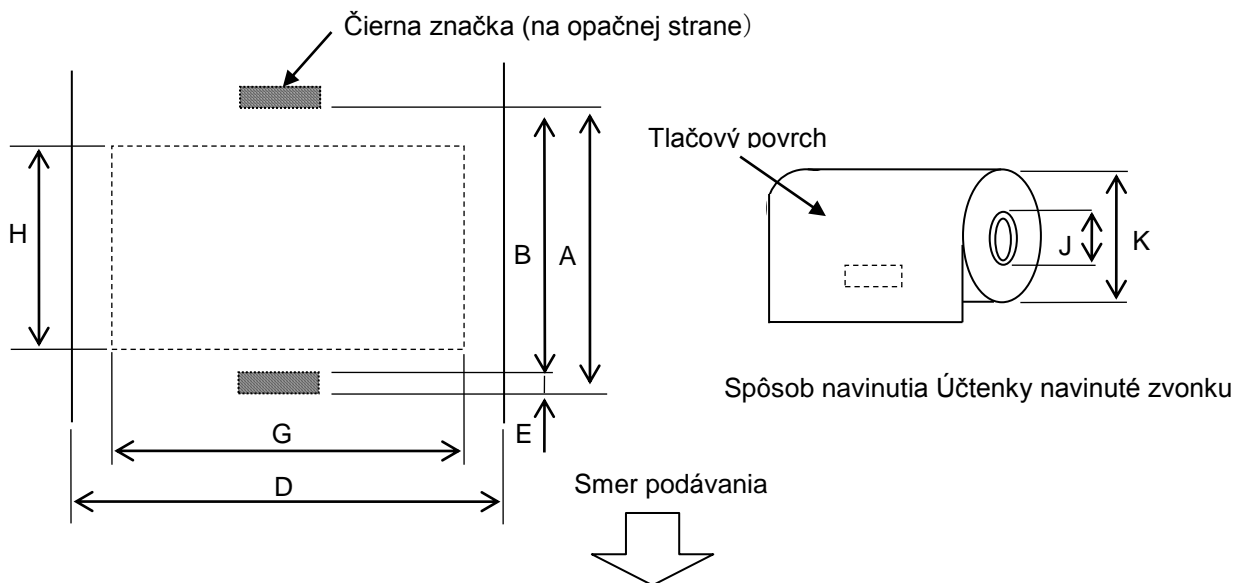 Čierna značka (na opačnej strane）
Tlačový povrch
H
B
A
J
K
Spôsob navinutia Účtenky navinuté zvonku
E
G
D
Smer podávania